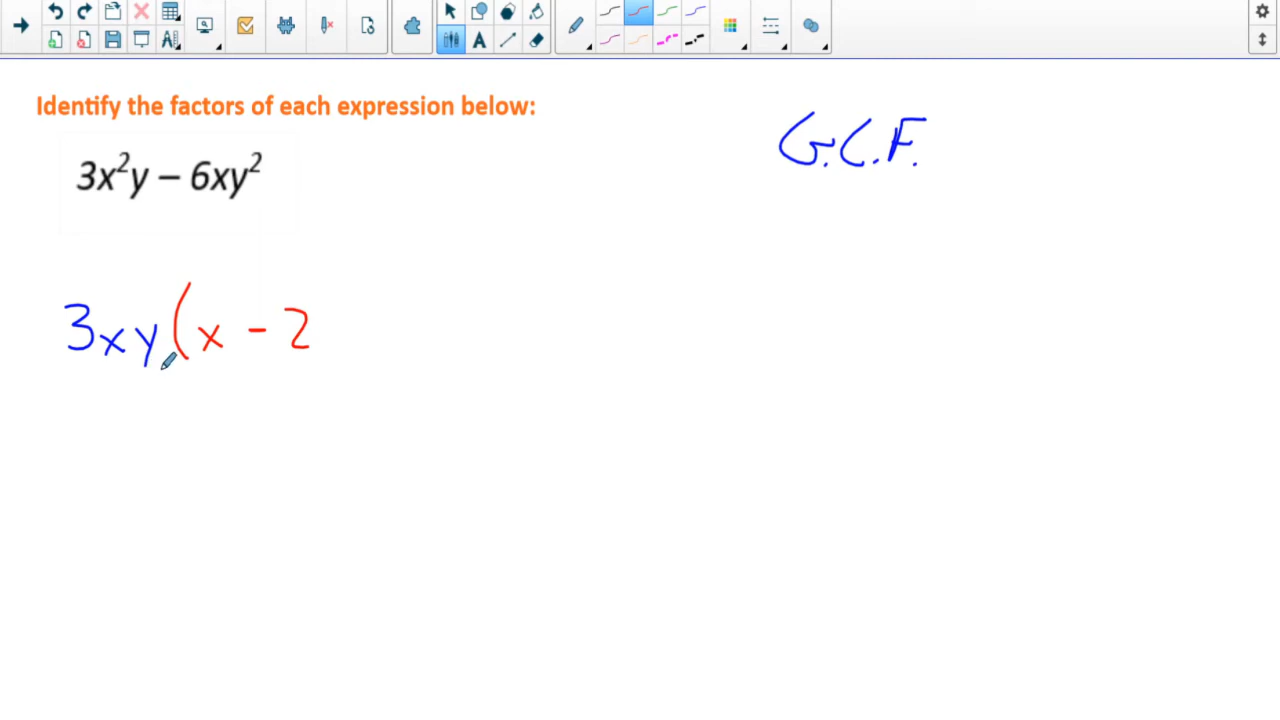 Identify the factors of each expression below:
G.C.F.
3x²y – 6xy²
3xy(x - 2